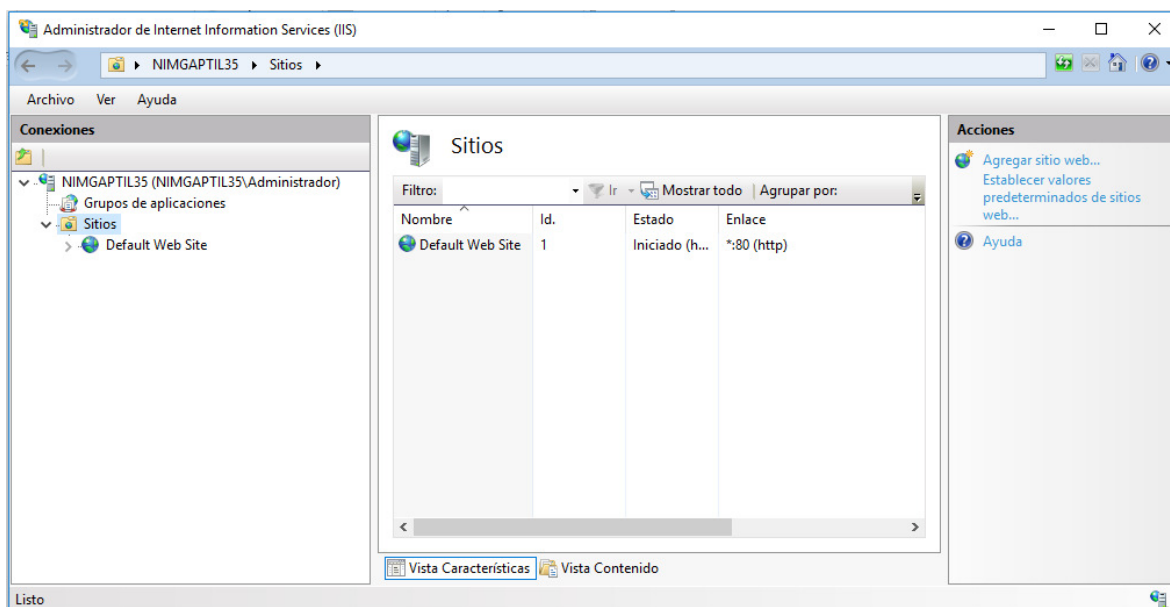 Administrador de Internet Information Services (IIS)
NIMGAPTIL35 Sitios
Archivo Ver Ayuda
Conexiones
NIMGAPTIL35 (NIMGAPTIL35\Administrador)
Grupos de aplicaciones
Sitios
Default Web Site
Sitios
Filtro: Ir Mostrar todo Agrupar por:
Nombre Id. Estado Enlace
Default Web Site 1 Iniciado (h... *:80 (http)
Vista Características Vista Contenido
Acciones
Agregar sitio web...
Establecer valores
predeterminados de sitios
web...
Ayuda
Listo